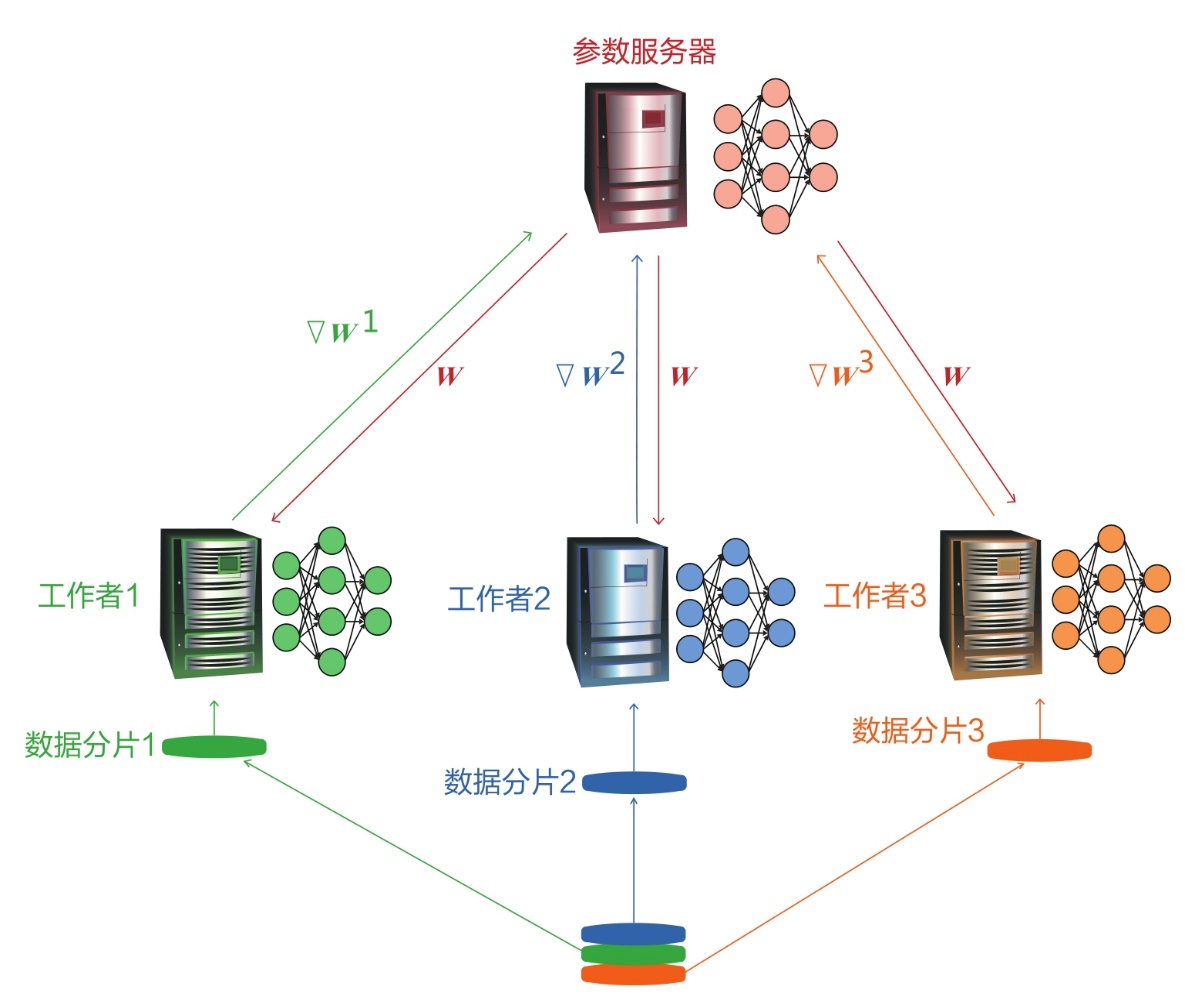 参数服务器
∇W¹
W
∇W²
W
∇W³
W
工作者1
工作者2
工作者3
数据分片1
数据分片2
数据分片3